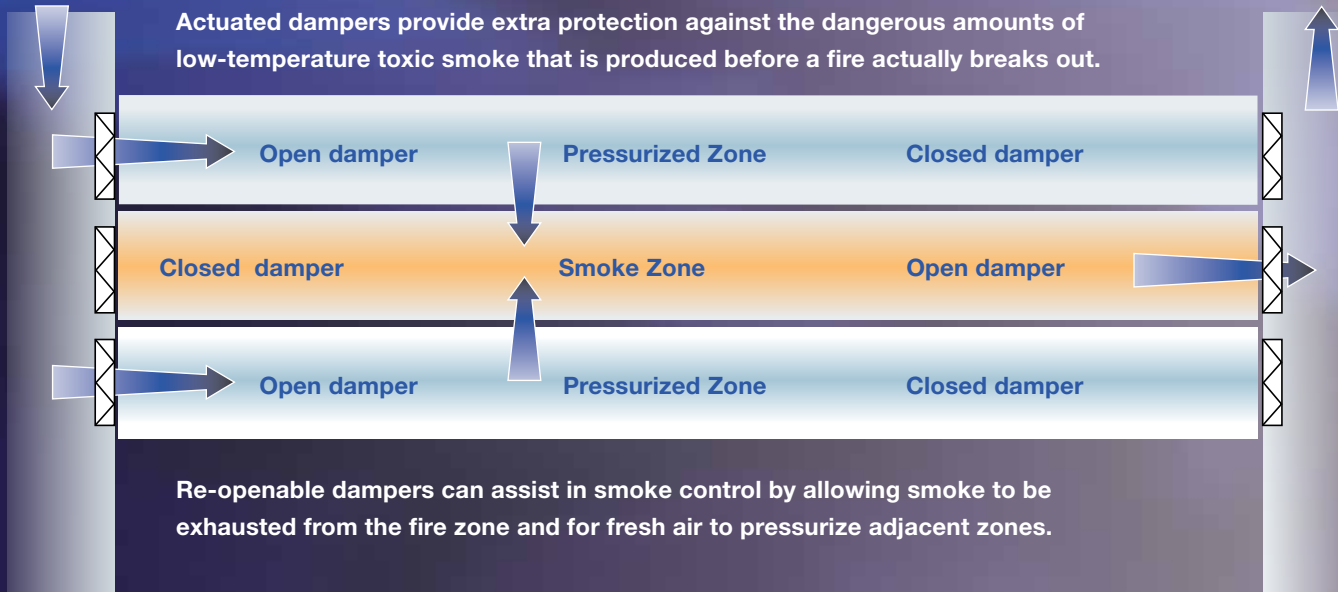 Actuated dampers provide extra protection against the dangerous amounts of
low-temperature toxic smoke that is produced before a fire actually breaks out.
Open damper Pressurized Zone Closed damper
Closed damper Smoke Zone Open damper
Open damper Pressurized Zone Closed damper
Re-openable dampers can assist in smoke control by allowing smoke to be
exhausted from the fire zone and for fresh air to pressurize adjacent zones.